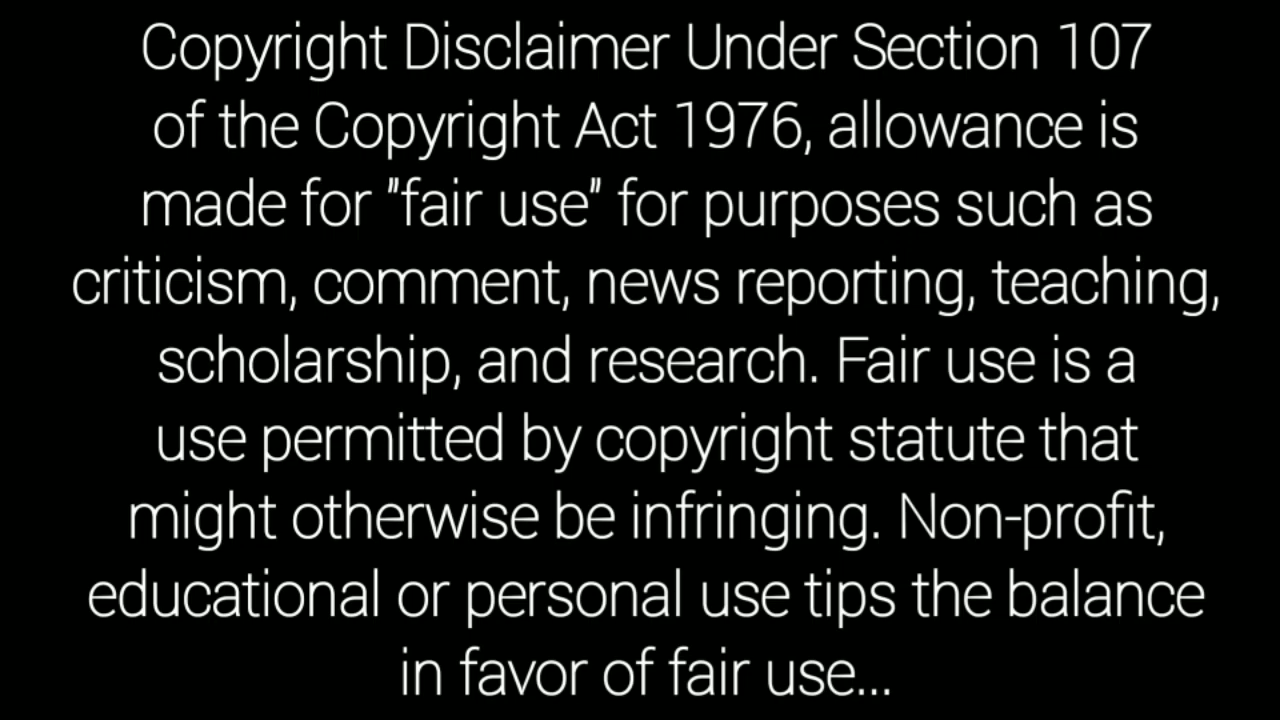 Copyright Disclaimer Under Section 107
of the Copyright Act 1976, allowance is
made for "fair use" for purposes such as
criticism, comment, news reporting, teaching,
scholarship, and research. Fair use is a
use permitted by copyright statute that
might otherwise be infringing. Non-profit,
educational or personal use tips the balance
in favor of fair use...